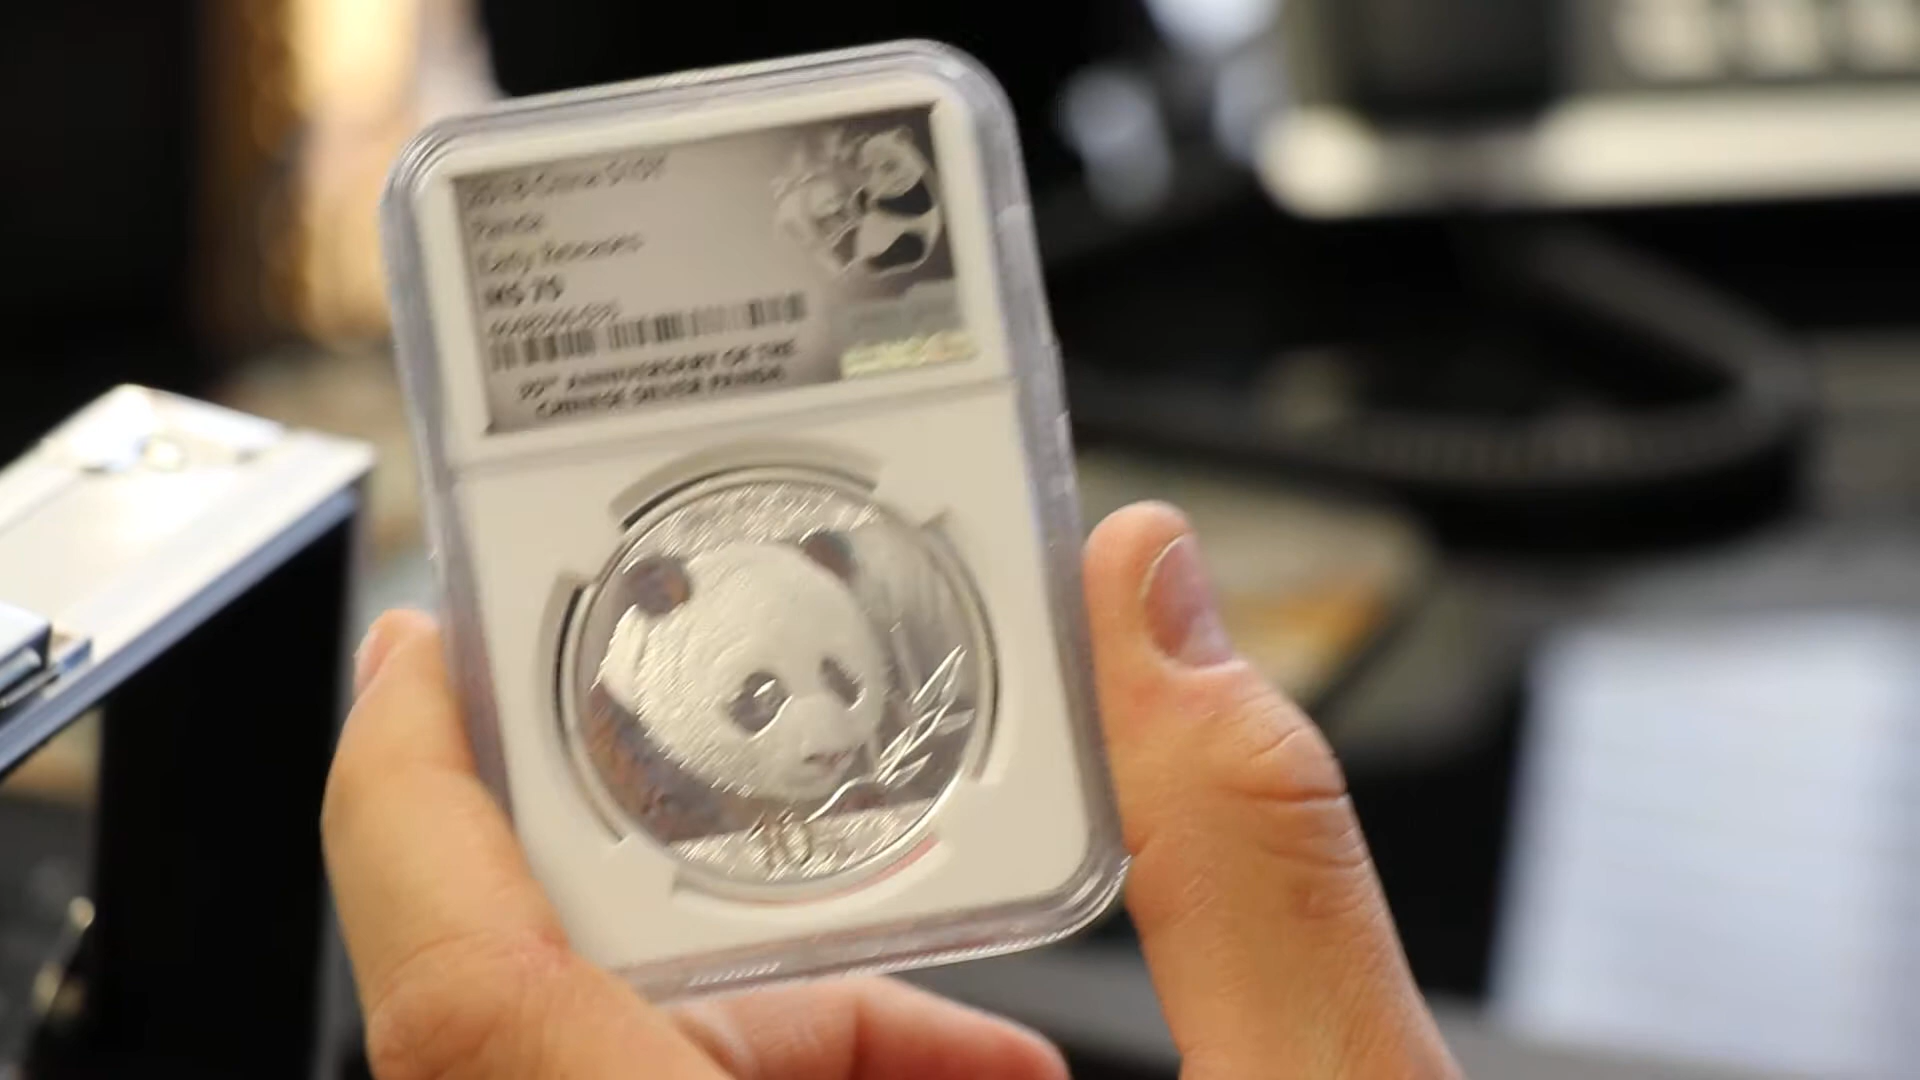 2018 China S10Y
Panda
Early Releases
MS 70
35TH ANNIVERSARY OF THE
CHINESE SILVER PANDA
10